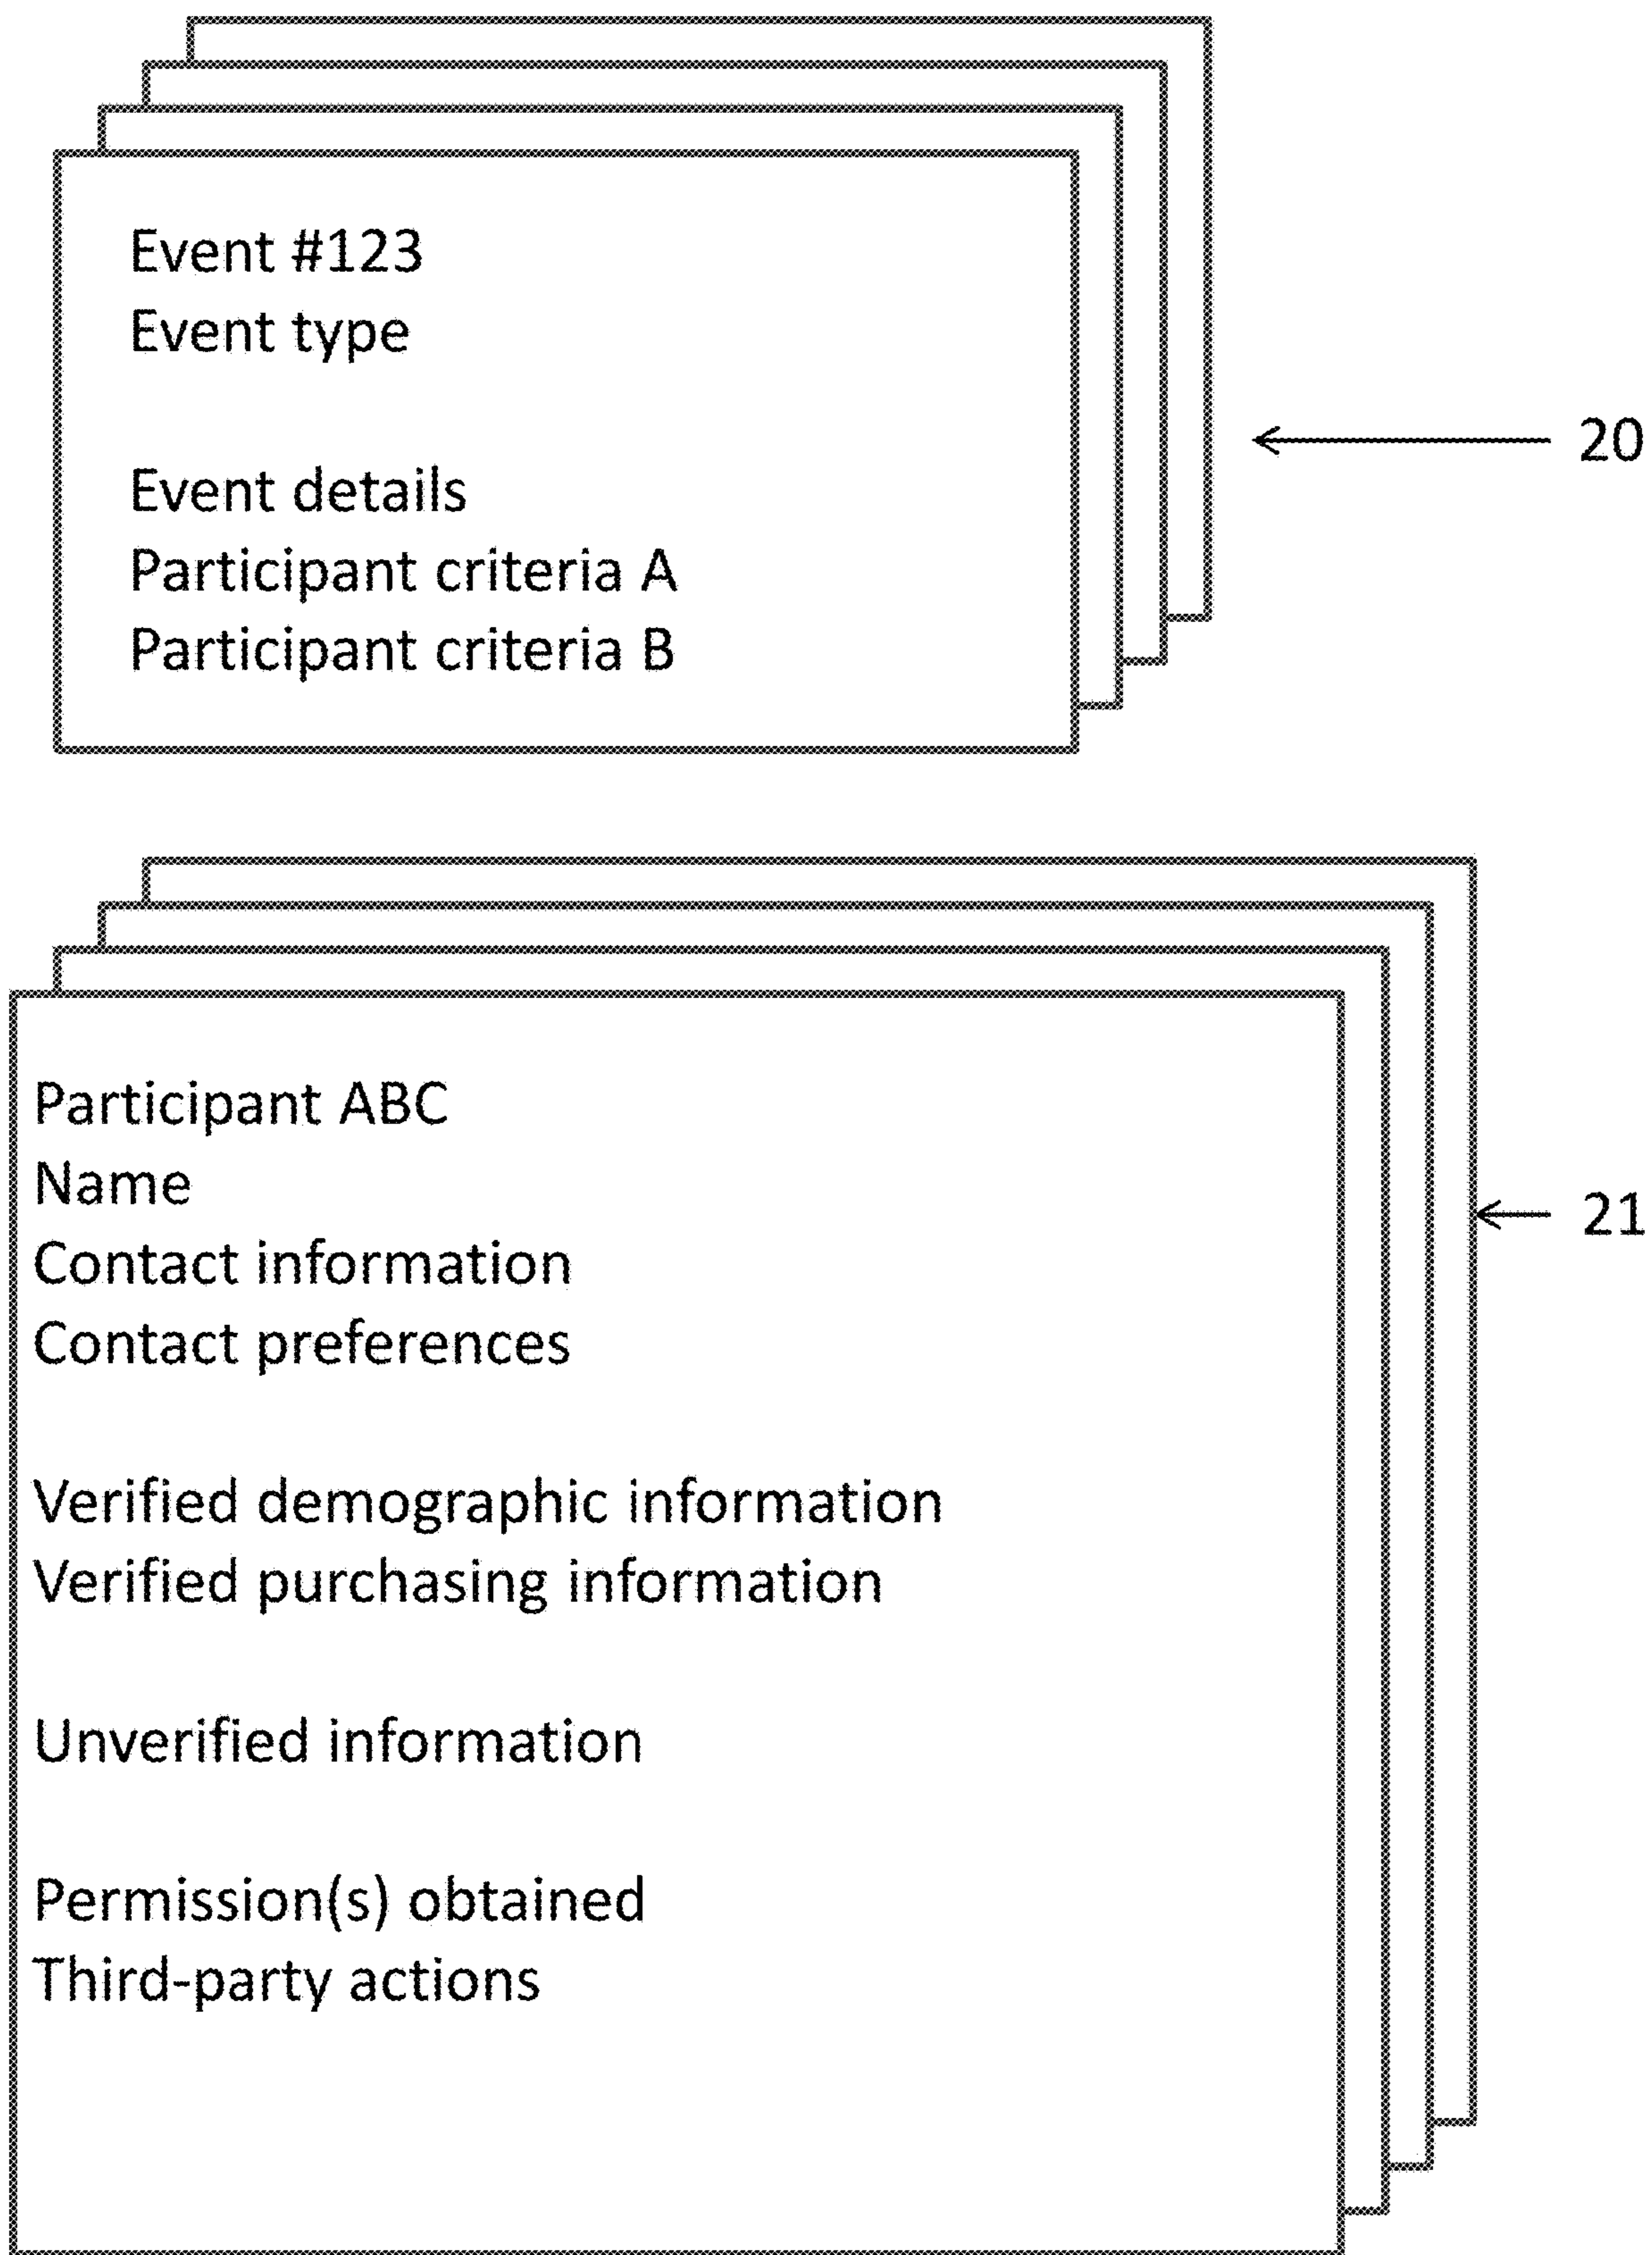 Event #123
Event type
Event details
Participant criteria A
Participant criteria B
20
Participant ABC
Name
Contact information
Contact preferences
Verified demographic information
Verified purchasing information
Unverified information
Permission(s) obtained
Third-party actions
21